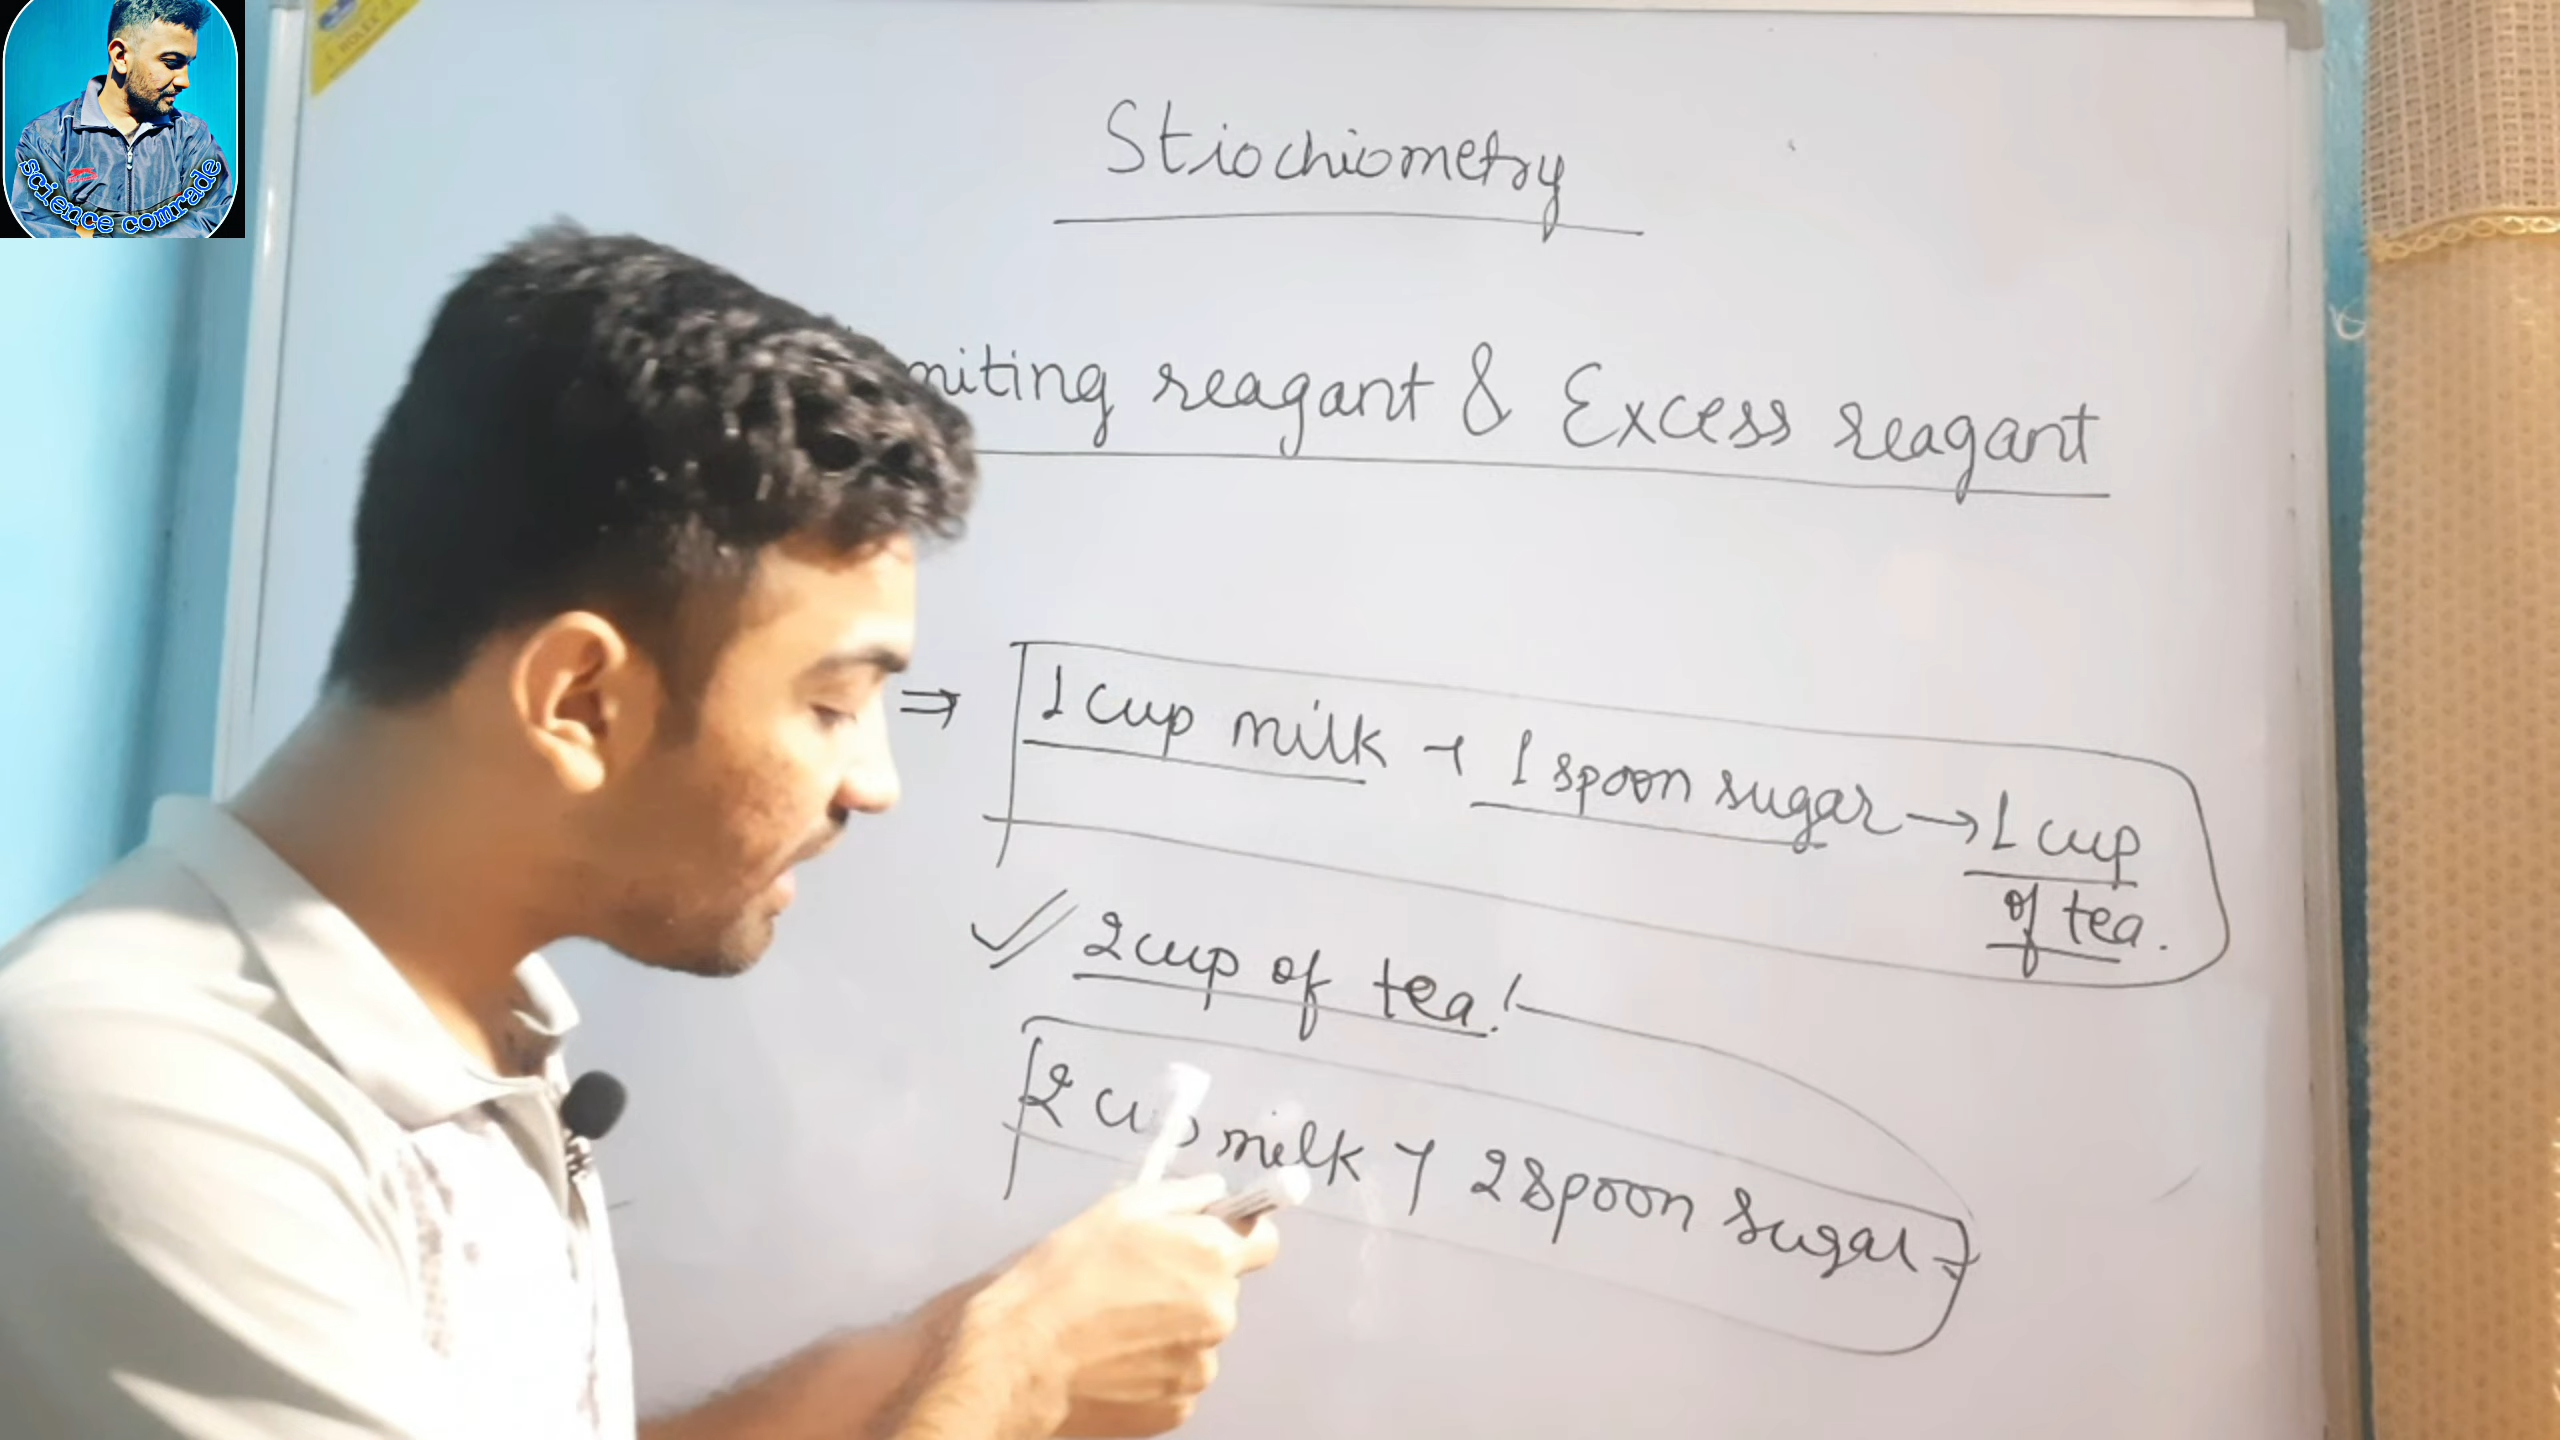 science comrade
Stiochiometry
miting reagant & Excess reagant
⇒ 1 cup milk + 1 spoon sugar → 1 cup
of tea.
2 cup of tea!
2 cup milk + 2 spoon sugar